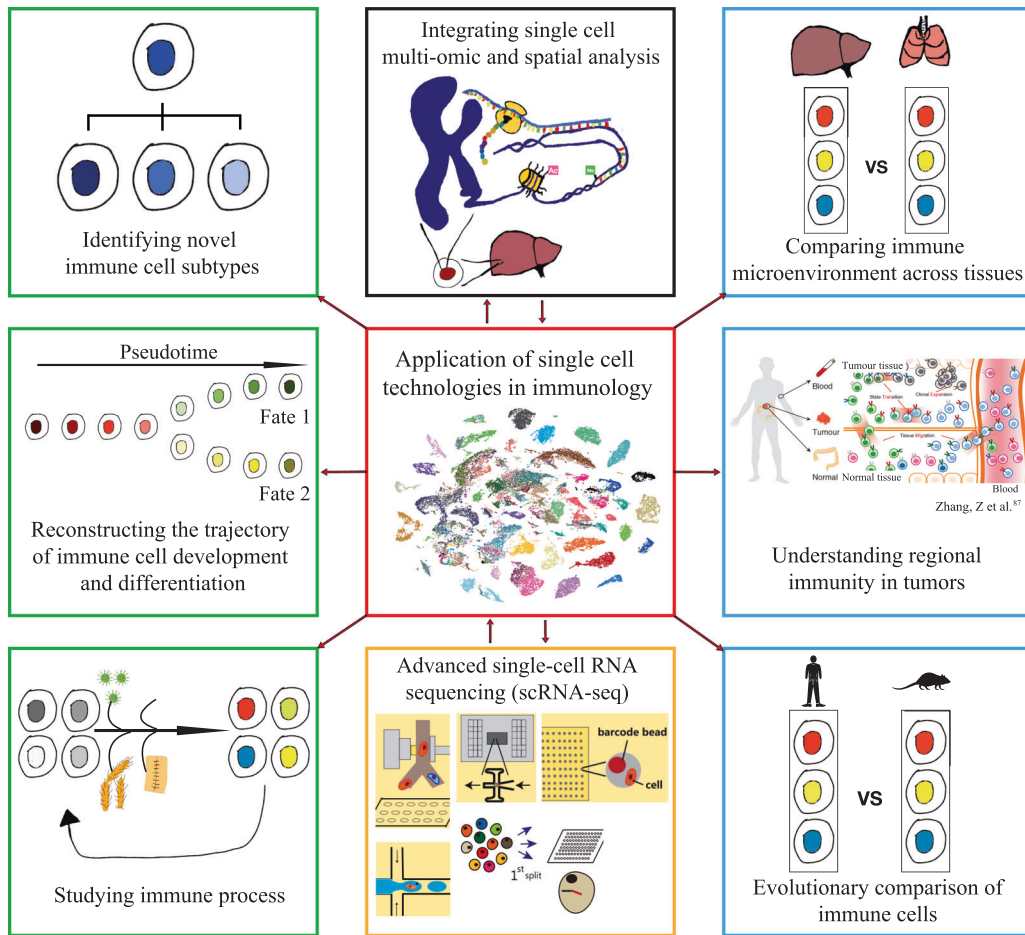 Integrating single cell
multi-omic and spatial analysis
Ac
Me
Identifying novel
immune cell subtypes
VS
Comparing immune
microenvironment across tissues
Pseudotime
Fate 1
Fate 2
Reconstructing the trajectory
of immune cell development
and differentiation
Application of single cell
technologies in immunology
Blood
Tumour
Normal
Tumour tissue
State Transition
Clonal Expansion
Tissue Migration
Normal tissue
Blood
Zhang, Z et al.87
Understanding regional
immunity in tumors
Studying immune process
Advanced single-cell RNA
sequencing (scRNA-seq)
barcode bead
cell
1st split
VS
Evolutionary comparison of
immune cells